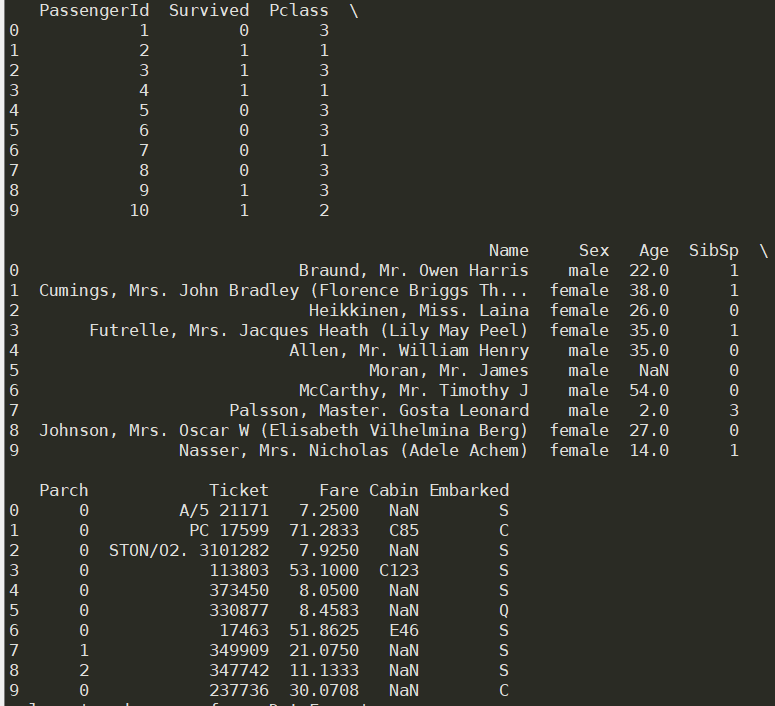 PassengerId Survived Pclass \
0 1 0 3
1 2 1 1
2 3 1 3
3 4 1 1
4 5 0 3
5 6 0 3
6 7 0 1
7 8 0 3
8 9 1 3
9 10 1 2
Name Sex Age SibSp \
0 Braund, Mr. Owen Harris male 22.0 1
1 Cumings, Mrs. John Bradley (Florence Briggs Th... female 38.0 1
2 Heikkinen, Miss. Laina female 26.0 0
3 Futrelle, Mrs. Jacques Heath (Lily May Peel) female 35.0 1
4 Allen, Mr. William Henry male 35.0 0
5 Moran, Mr. James male NaN 0
6 McCarthy, Mr. Timothy J male 54.0 0
7 Palsson, Master. Gosta Leonard male 2.0 3
8 Johnson, Mrs. Oscar W (Elisabeth Vilhelmina Berg) female 27.0 0
9 Nasser, Mrs. Nicholas (Adele Achem) female 14.0 1
Parch Ticket Fare Cabin Embarked
0 0 A/5 21171 7.2500 NaN S
1 0 PC 17599 71.2833 C85 C
2 0 STON/O2. 3101282 7.9250 NaN S
3 0 113803 53.1000 C123 S
4 0 373450 8.0500 NaN S
5 0 330877 8.4583 NaN Q
6 0 17463 51.8625 E46 S
7 1 349909 21.0750 NaN S
8 2 347742 11.1333 NaN S
9 0 237736 30.0708 NaN C